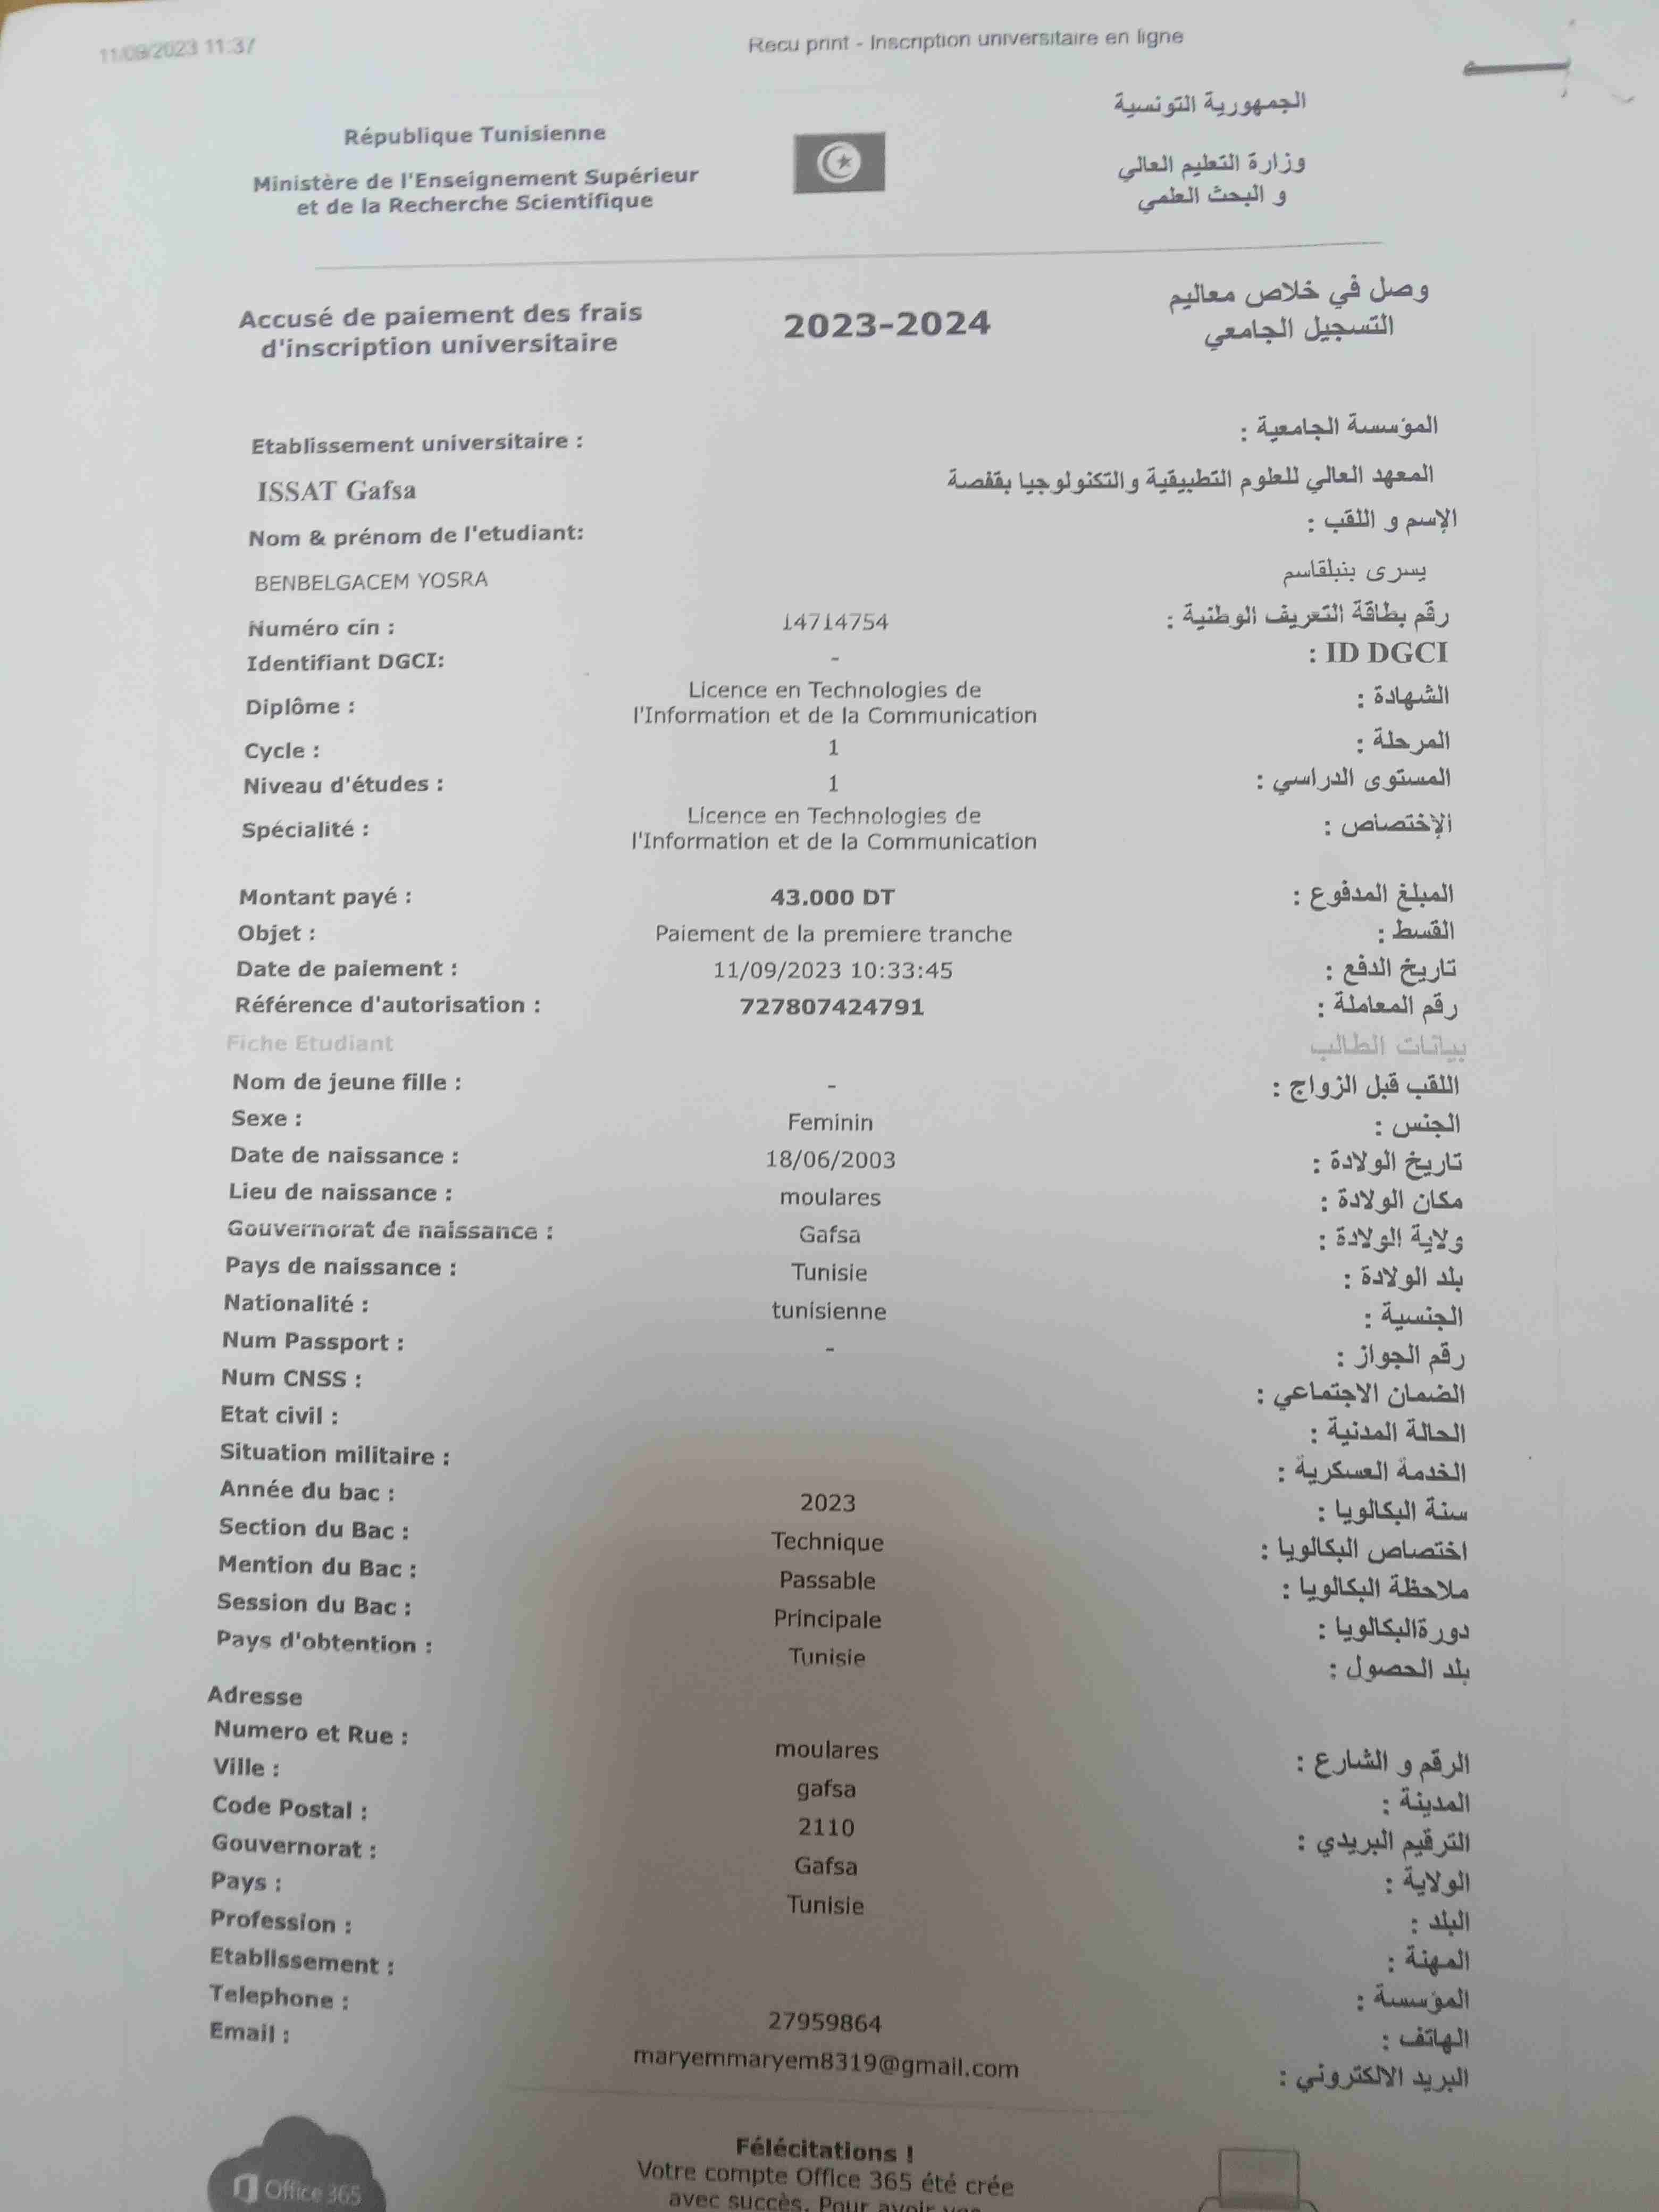 11/09/2023 11:37
Recu print - Inscription universitaire en ligne
République Tunisienne
الجمهورية التونسية
Ministère de l'Enseignement Supérieur
et de la Recherche Scientifique
وزارة التعليم العالي
و البحث العلمي
Accusé de paiement des frais
d'inscription universitaire
2023-2024
وصل في خلاص معاليم
التسجيل الجامعي
Etablissement universitaire :
المؤسسة الجامعية :
ISSAT Gafsa
المعهد العالي للعلوم التطبيقية والتكنولوجيا بقفصة
Nom & prénom de l'etudiant:
الإسم و اللقب :
BENBELGACEM YOSRA
يسرى بنبلقاسم
Numéro cin : 14714754 رقم بطاقة التعريف الوطنية :
Identifiant DGCI: - ID DGCI :
Diplôme : Licence en Technologies de
l'Information et de la Communication الشهادة :
Cycle : 1 المرحلة :
Niveau d'études : 1 المستوى الدراسي :
Spécialité : Licence en Technologies de
l'Information et de la Communication الإختصاص :
Montant payé : 43.000 DT المبلغ المدفوع :
Objet : Paiement de la premiere tranche القسط :
Date de paiement : 11/09/2023 10:33:45 تاريخ الدفع :
Référence d'autorisation : 727807424791 رقم المعاملة :
Fiche Etudiant بيانات الطالب
Nom de jeune fille : - اللقب قبل الزواج :
Sexe : Feminin الجنس :
Date de naissance : 18/06/2003 تاريخ الولادة :
Lieu de naissance : moulares مكان الولادة :
Gouvernorat de naissance : Gafsa ولاية الولادة :
Pays de naissance : Tunisie بلد الولادة :
Nationalité : tunisienne الجنسية :
Num Passport : - رقم الجواز :
Num CNSS : الضمان الاجتماعي :
Etat civil : الحالة المدنية :
Situation militaire : الخدمة العسكرية :
Année du bac : 2023 سنة البكالويا :
Section du Bac : Technique اختصاص البكالويا :
Mention du Bac : Passable ملاحظة البكالويا :
Session du Bac : Principale دورةالبكالويا :
Pays d'obtention : Tunisie بلد الحصول :
Adresse
Numero et Rue : moulares الرقم و الشارع :
Ville : gafsa المدينة :
Code Postal : 2110 الترقيم البريدي :
Gouvernorat : Gafsa الولاية :
Pays : Tunisie البلد :
Profession : المهنة :
Etablissement : المؤسسة :
Telephone : 27959864 الهاتف :
Email : maryemmaryem8319@gmail.com البريد الالكتروني :
Félécitations !
Office 365
Votre compte Office 365 été crée
avec succès. Pour avoir